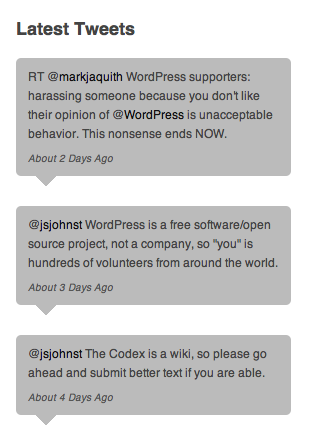 Latest Tweets
RT @markjaquith WordPress supporters:
harassing someone because you don't like
their opinion of @WordPress is unacceptable
behavior. This nonsense ends NOW.
About 2 Days Ago
@jsjohnst WordPress is a free software/open
source project, not a company, so "you" is
hundreds of volunteers from around the world.
About 3 Days Ago
@jsjohnst The Codex is a wiki, so please go
ahead and submit better text if you are able.
About 4 Days Ago